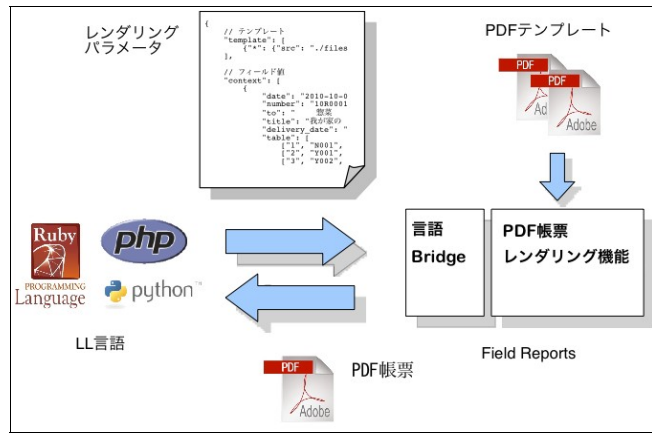 レンダリング
パラメータ
{
// テンプレート
"template": [
{"*": {"src": "./files
],
// フィールド値
"context": [
{
"date": "2010-10-0
"number": "10R0001
"to": " 惣菜
"title": "我が家の
"delivery_date": "
"table": [
["1", "N001",
["2", "Y001",
["3", "Y002",
PDFテンプレート
PDF
PDF
Ad
Adobe
Ruby
PROGRAMMING
Language
php
python™
LL言語
言語
Bridge
PDF帳票
レンダリング機能
Field Reports
PDF
Adobe
PDF帳票